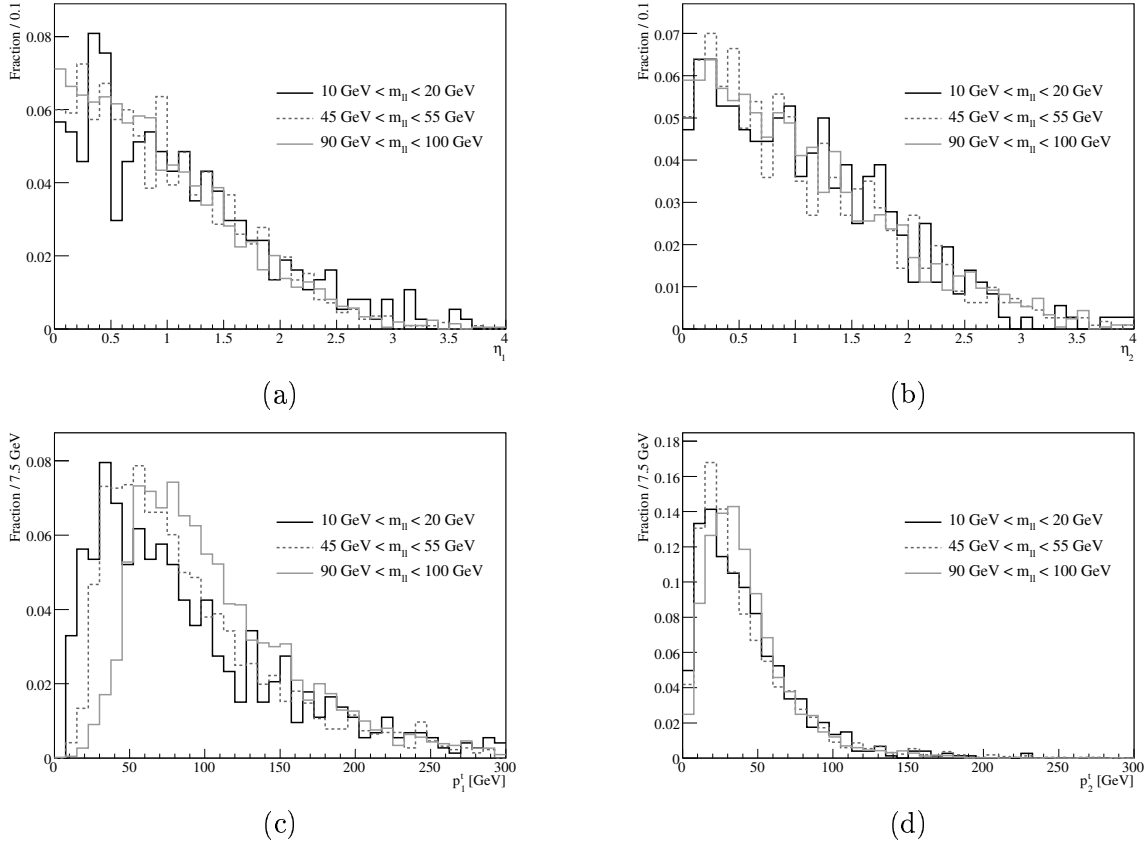 Fraction / 0.1
0.08
0.06
0.04
0.02
0
10 GeV < m_ll < 20 GeV
45 GeV < m_ll < 55 GeV
90 GeV < m_ll < 100 GeV
0 0.5 1 1.5 2 2.5 3 3.5 4
η_1
(a)
Fraction / 0.1
0.07
0.06
0.05
0.04
0.03
0.02
0.01
0
10 GeV < m_ll < 20 GeV
45 GeV < m_ll < 55 GeV
90 GeV < m_ll < 100 GeV
0 0.5 1 1.5 2 2.5 3 3.5 4
η_2
(b)
Fraction / 7.5 GeV
0.08
0.06
0.04
0.02
0
10 GeV < m_ll < 20 GeV
45 GeV < m_ll < 55 GeV
90 GeV < m_ll < 100 GeV
0 50 100 150 200 250 300
p_1^t [GeV]
(c)
Fraction / 7.5 GeV
0.18
0.16
0.14
0.12
0.1
0.08
0.06
0.04
0.02
0
10 GeV < m_ll < 20 GeV
45 GeV < m_ll < 55 GeV
90 GeV < m_ll < 100 GeV
0 50 100 150 200 250 300
p_2^t [GeV]
(d)